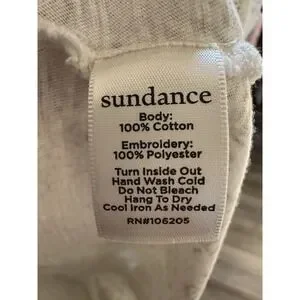 sundance
Body:
100% Cotton
Embroidery:
100% Polyester
Turn Inside Out
Hand Wash Cold
Do Not Bleach
Hang To Dry
Cool Iron As Needed
RN#106205